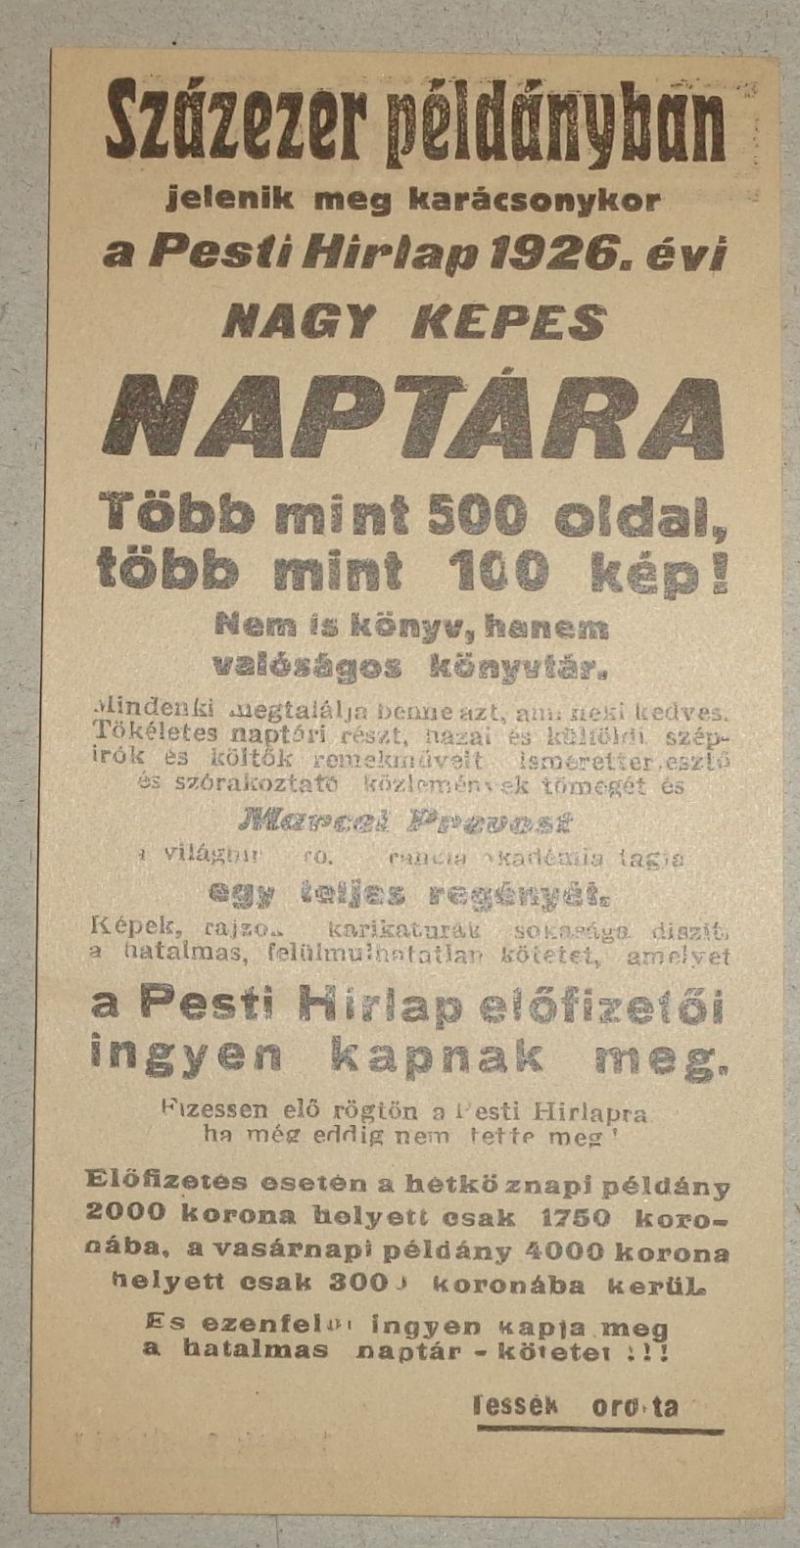 Százezer példányban
jelenik meg karácsonykor
a Pesti Hirlap 1926. évi
NAGY KEPES
NAPTÁRA
Több mint 500 oldal,
több mint 100 kép!
Nem is könyv, hanem
valóságos könyvtár.
Mindenki megtalálja benne azt, ami neki kedves.
Tökéletes naptári részt, hazai és külföldi szép-
irók és költők remekműveit ismeretterjesztő
és szórakoztató közlemények tömegét és
Marcel Prevost
a akadémia tagja
egy teljes regényét.
Képek, rajzok karikaturák sokasága disziti
a hatalmas, felülmulhatatlan kötetet, amelyet
a Pesti Hirlap előfizetői
ingyen kapnak meg.
Fizessen elő rögtön a Pesti Hirlapra
ha még eddig nem tette meg!
Előfizetés esetén a hétköznapi példány
2000 korona helyett csak 1750 koro-
nába, a vasárnapi példány 4000 korona
helyett csak 3000 koronába kerül.
Es ezenfelül ingyen kapja meg
a hatalmas naptár-kötetet !!!
Tessék